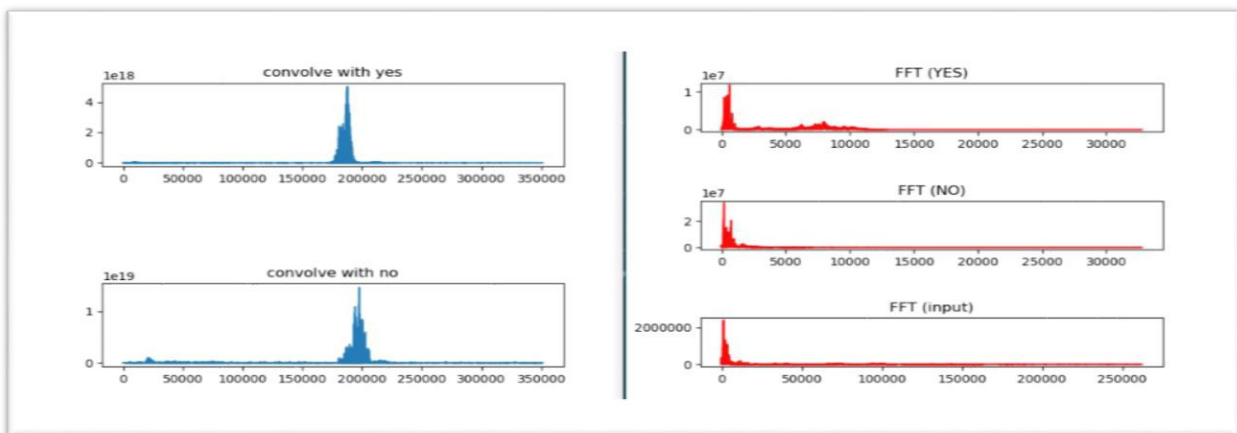 convolve with yes
1e18
4
2
0
0 50000 100000 150000 200000 250000 300000 350000
convolve with no
1e19
1
0
0 50000 100000 150000 200000 250000 300000 350000
FFT (YES)
1e7
1
0
0 5000 10000 15000 20000 25000 30000
FFT (NO)
1e7
2
0
0 5000 10000 15000 20000 25000 30000
FFT (input)
2000000
0
0 50000 100000 150000 200000 250000